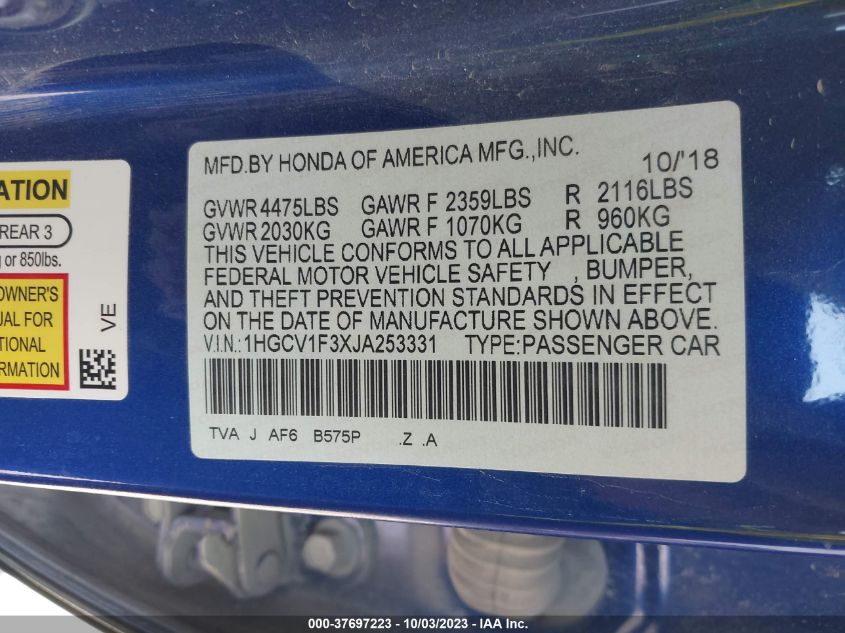 ATION
REAR 3
or 850lbs.
OWNER'S
UAL FOR
TIONAL
FORMATION
VE
MFD.BY HONDA OF AMERICA MFG.,INC. 10/'18
GVWR 4475LBS GAWR F 2359LBS R 2116LBS
GVWR 2030KG GAWR F 1070KG R 960KG
THIS VEHICLE CONFORMS TO ALL APPLICABLE
FEDERAL MOTOR VEHICLE SAFETY , BUMPER,
AND THEFT PREVENTION STANDARDS IN EFFECT
ON THE DATE OF MANUFACTURE SHOWN ABOVE.
V.I.N.:1HGCV1F3XJA253331 TYPE:PASSENGER CAR
TVA J AF6 B575P .Z .A
000-37697223 - 10/03/2023 - IAAI.com.